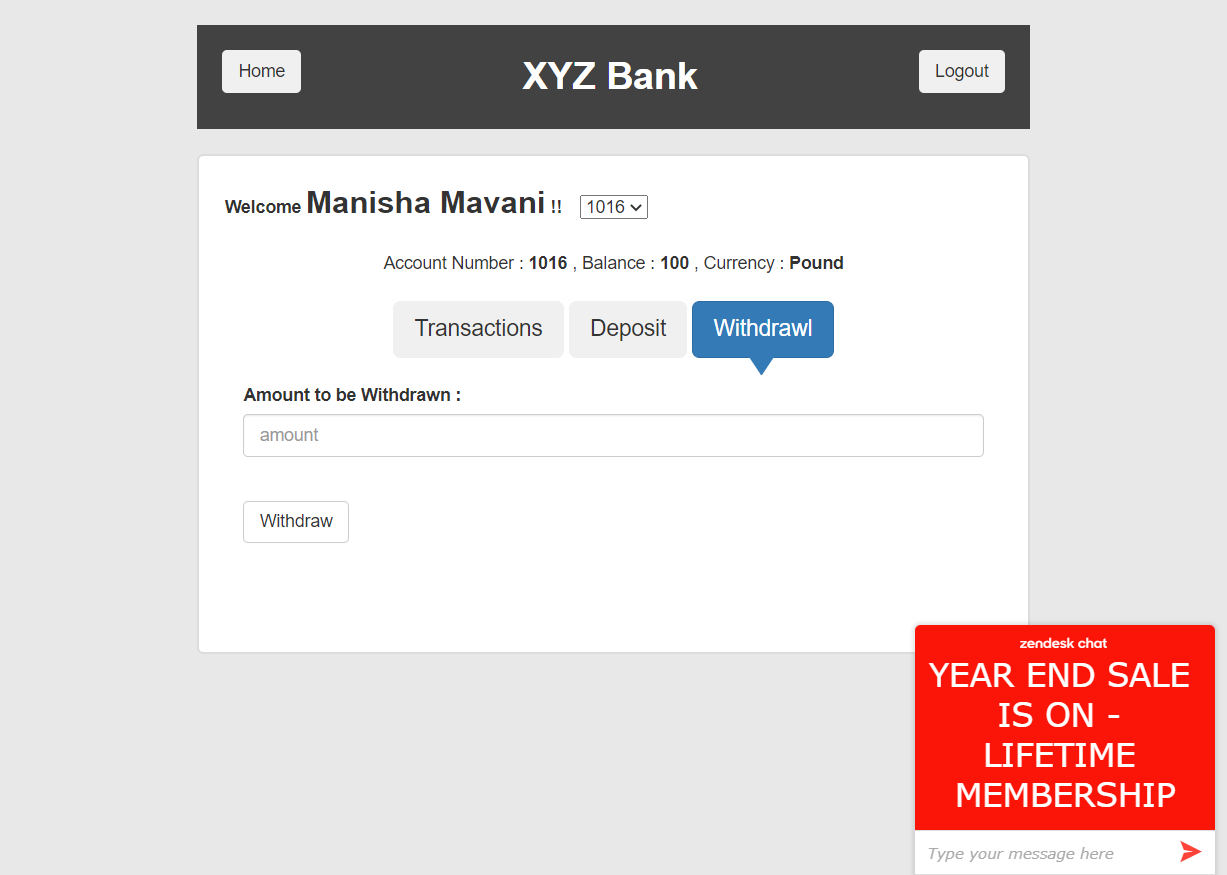 Home
XYZ Bank
Logout
Welcome Manisha Mavani !! 1016
Account Number : 1016 , Balance : 100 , Currency : Pound
Transactions
Deposit
Withdrawl
Amount to be Withdrawn :
amount
Withdraw
zendesk chat
YEAR END SALE
IS ON -
LIFETIME
MEMBERSHIP
Type your message here